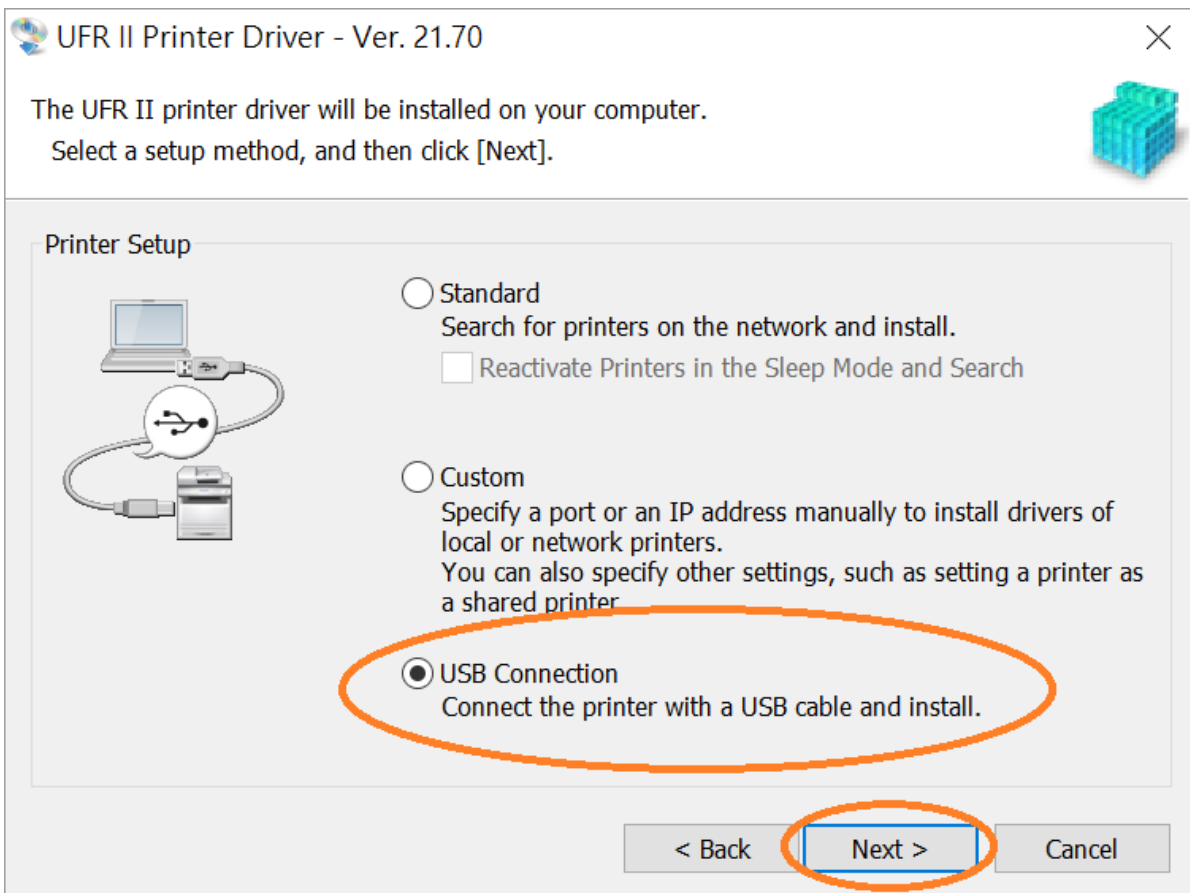 UFR II Printer Driver - Ver. 21.70
The UFR II printer driver will be installed on your computer.
Select a setup method, and then click [Next].
Printer Setup
Standard
Search for printers on the network and install.
Reactivate Printers in the Sleep Mode and Search
Custom
Specify a port or an IP address manually to install drivers of
local or network printers.
You can also specify other settings, such as setting a printer as
a shared printer
USB Connection
Connect the printer with a USB cable and install.
< Back
Next >
Cancel